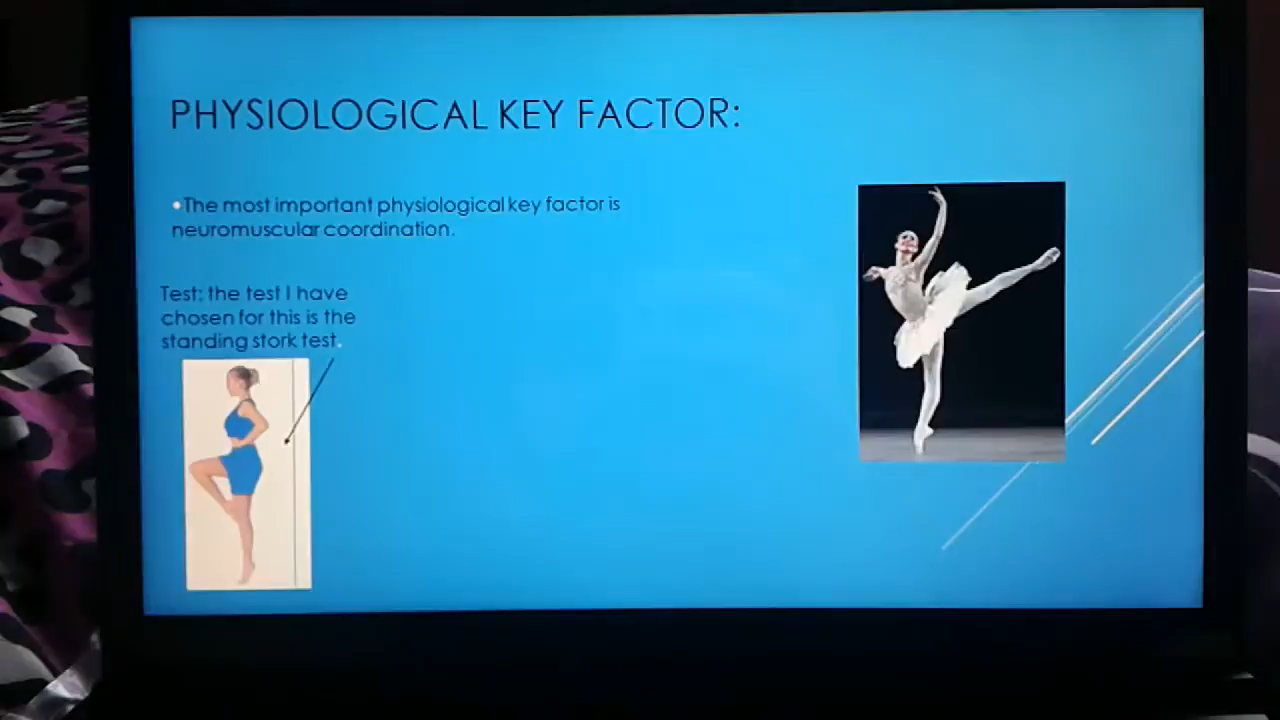 PHYSIOLOGICAL KEY FACTOR:
•The most important physiological key factor is
neuromuscular coordination.
Test: the test I have
chosen for this is the
standing stork test.